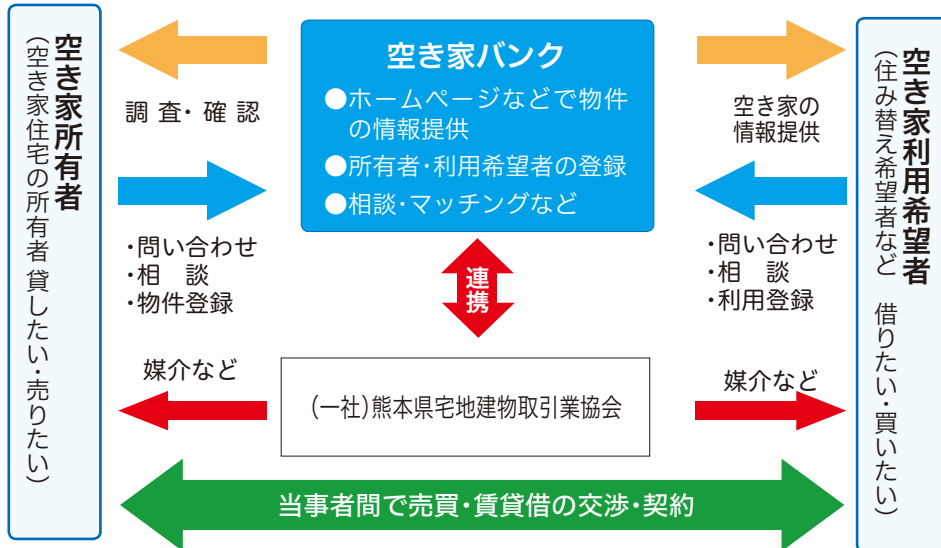 空き家所有者
（空き家住宅の所有者 貸したい・売りたい）
調査・確認
・問い合わせ
・相　談
・物件登録
媒介など
空き家バンク
●ホームページなどで物件
の情報提供
●所有者・利用希望者の登録
●相談・マッチングなど
連携
(一社)熊本県宅地建物取引業協会
空き家の
情報提供
・問い合わせ
・相　談
・利用登録
媒介など
空き家利用希望者
（住み替え希望者など　借りたい・買いたい）
当事者間で売買・賃貸借の交渉・契約